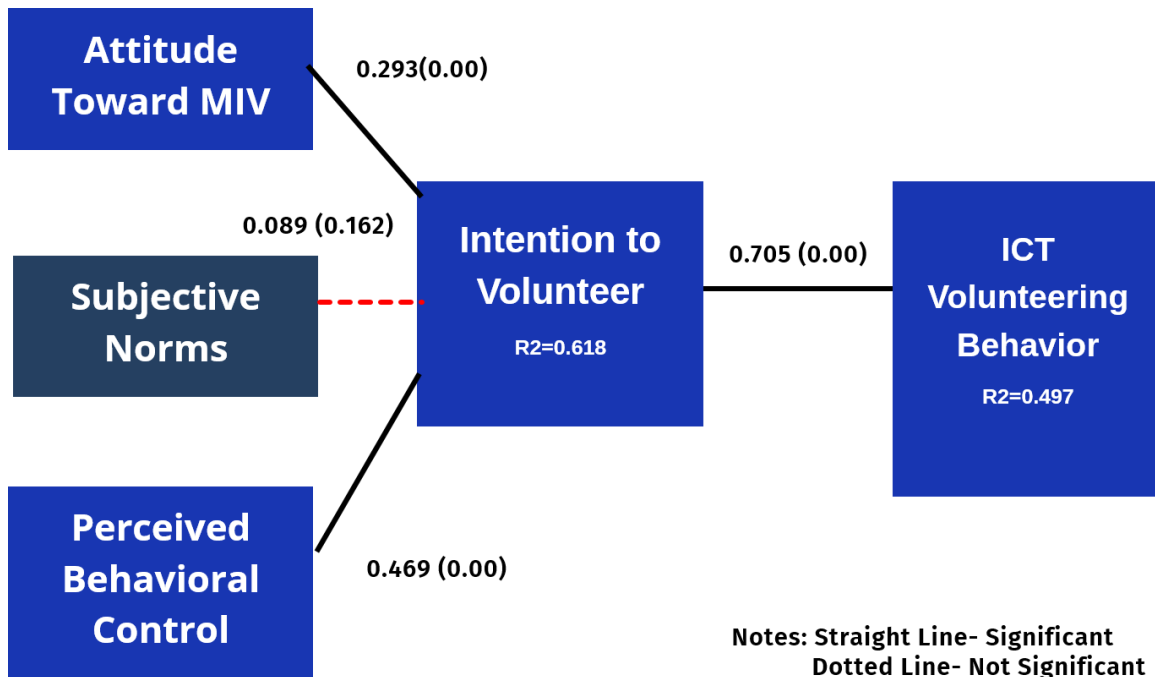 Attitude
Toward MIV
0.293(0.00)
0.089 (0.162)
Subjective
Norms
Intention to
Volunteer
R2=0.618
0.705 (0.00)
ICT
Volunteering
Behavior
R2=0.497
Perceived
Behavioral
Control
0.469 (0.00)
Notes: Straight Line- Significant
Dotted Line- Not Significant